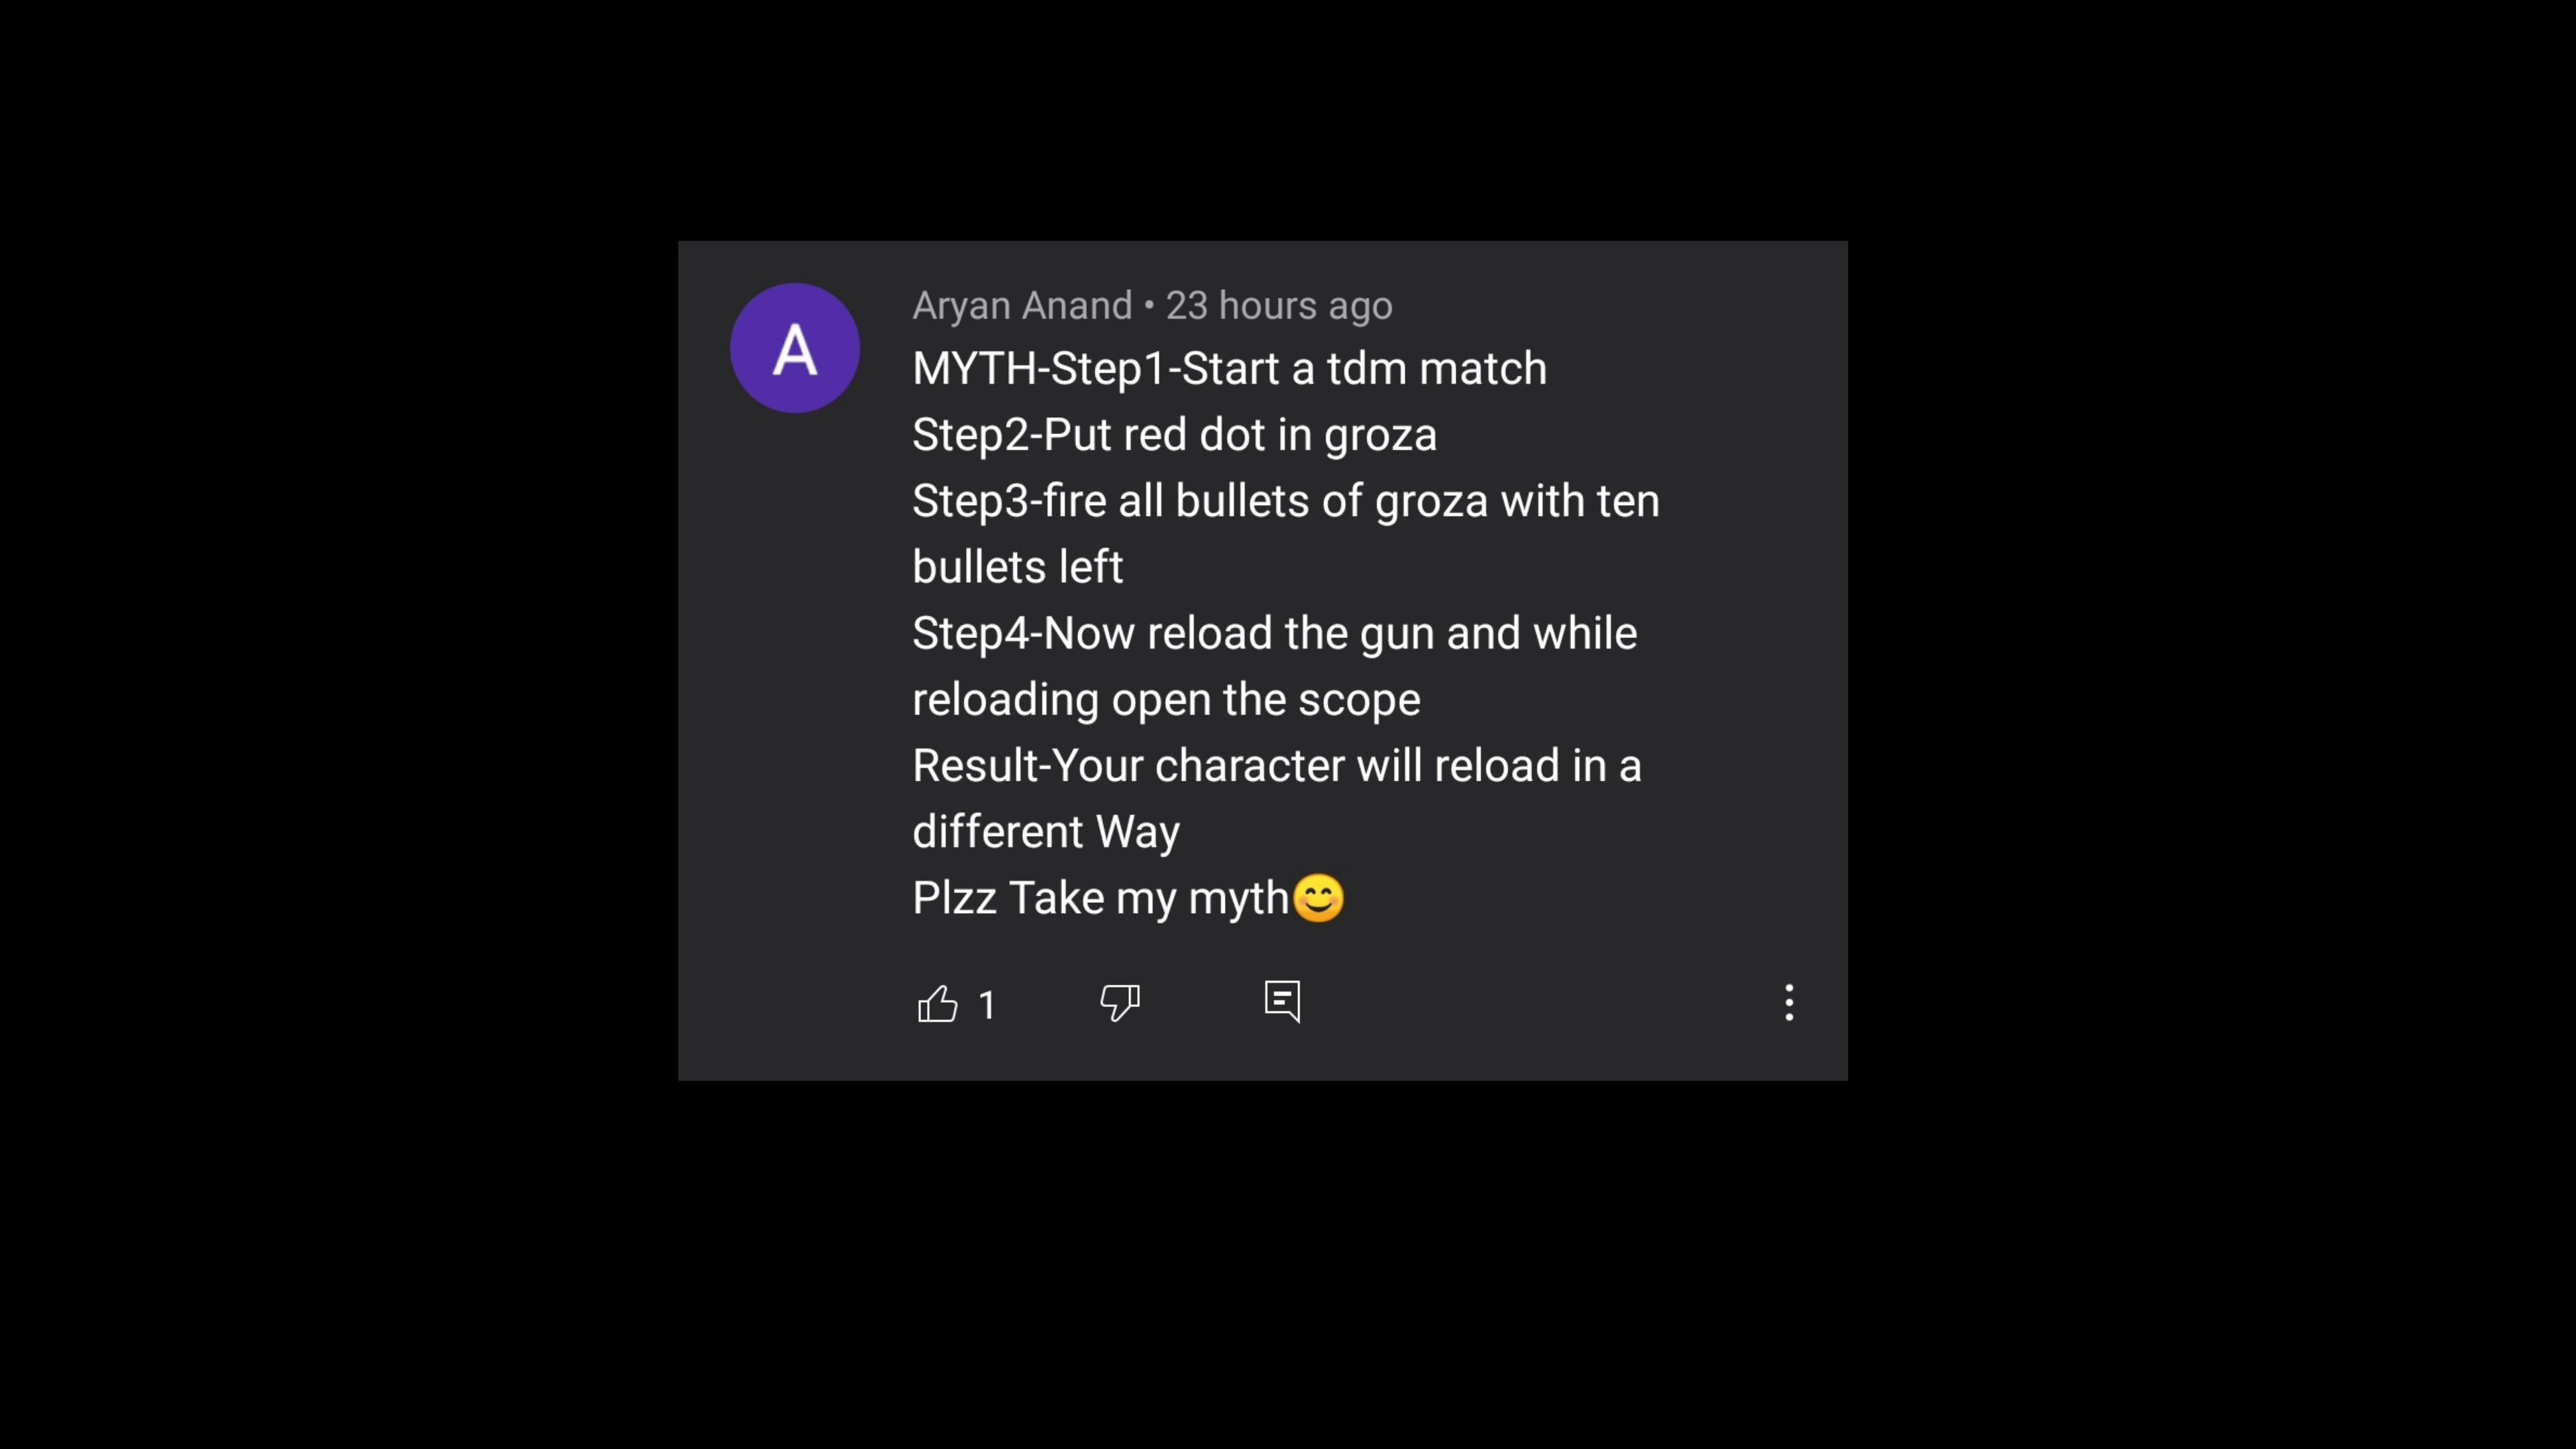 A
Aryan Anand • 23 hours ago
MYTH-Step1-Start a tdm match
Step2-Put red dot in groza
Step3-fire all bullets of groza with ten
bullets left
Step4-Now reload the gun and while
reloading open the scope
Result-Your character will reload in a
different Way
Plzz Take my myth😊
1